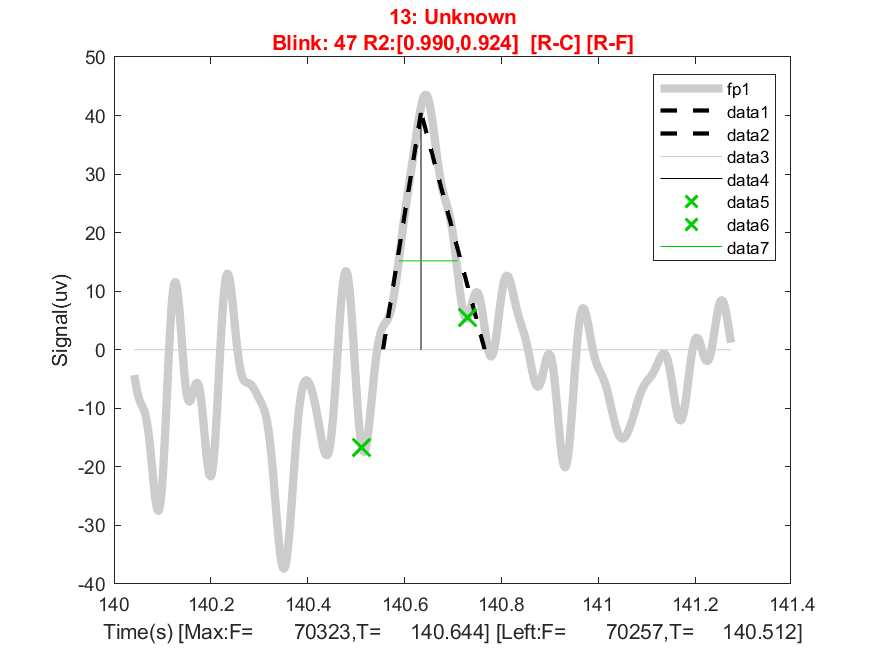 13: Unknown
Blink: 47 R2:[0.990,0.924] [R-C] [R-F]
50
40
30
20
10
0
-10
-20
-30
-40
Signal(uv)
fp1
data1
data2
data3
data4
data5
data6
data7
140 140.2 140.4 140.6 140.8 141 141.2 141.4
Time(s) [Max:F= 70323,T= 140.644] [Left:F= 70257,T= 140.512]